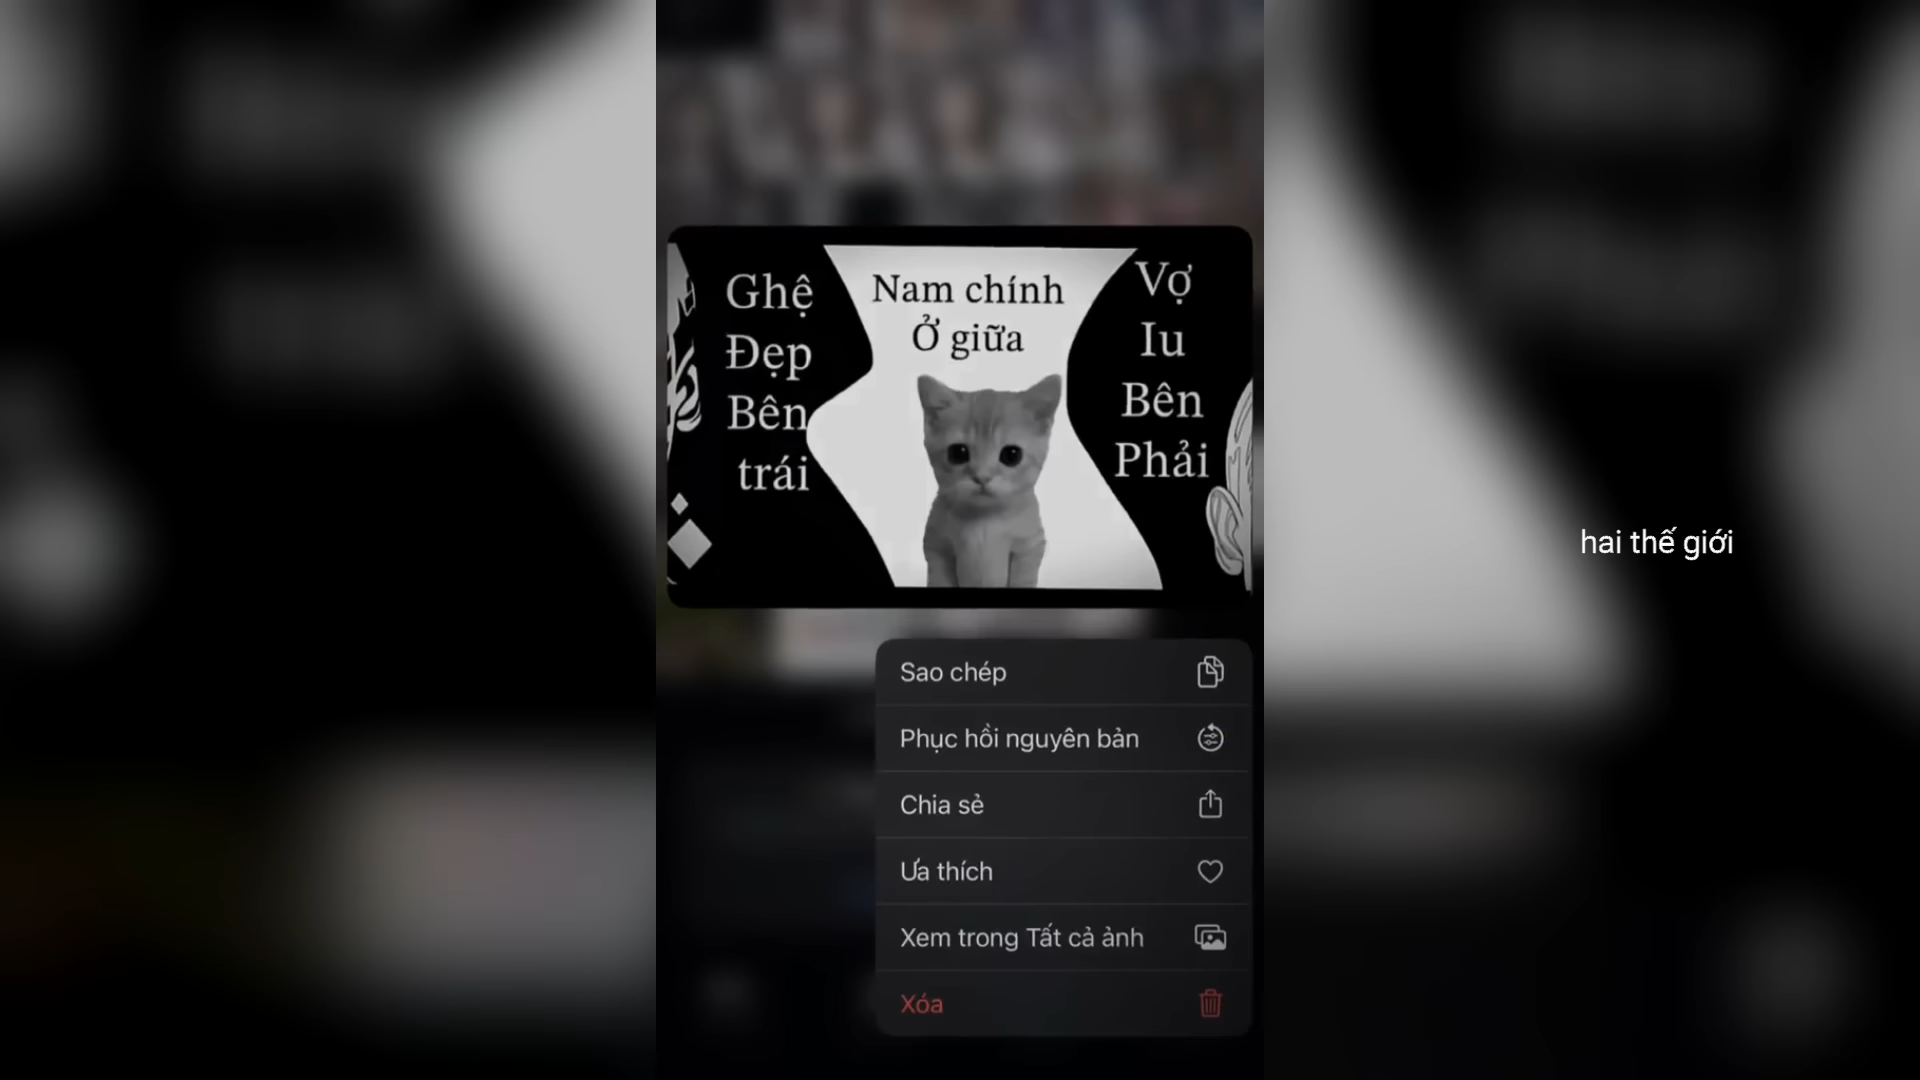 Ghệ
Đẹp
Bên
trái
Nam chính
Ở giữa
Vợ
Iu
Bên
Phải
hai thế giới
Sao chép
Phục hồi nguyên bản
Chia sẻ
Ưa thích
Xem trong Tất cả ảnh
Xóa